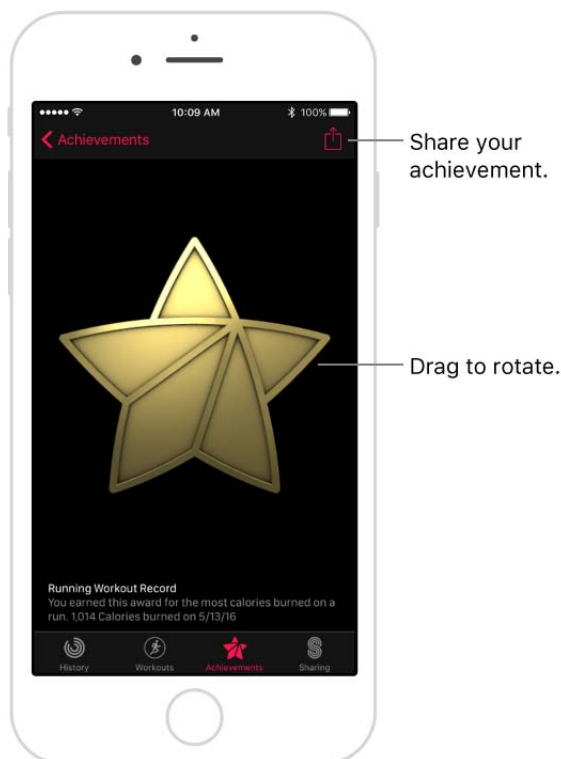 10:09 AM
100%
Achievements
Share your
achievement.
Drag to rotate.
Running Workout Record
You earned this award for the most calories burned on a
run. 1,014 Calories burned on 5/13/16
History
Workouts
Achievements
Sharing